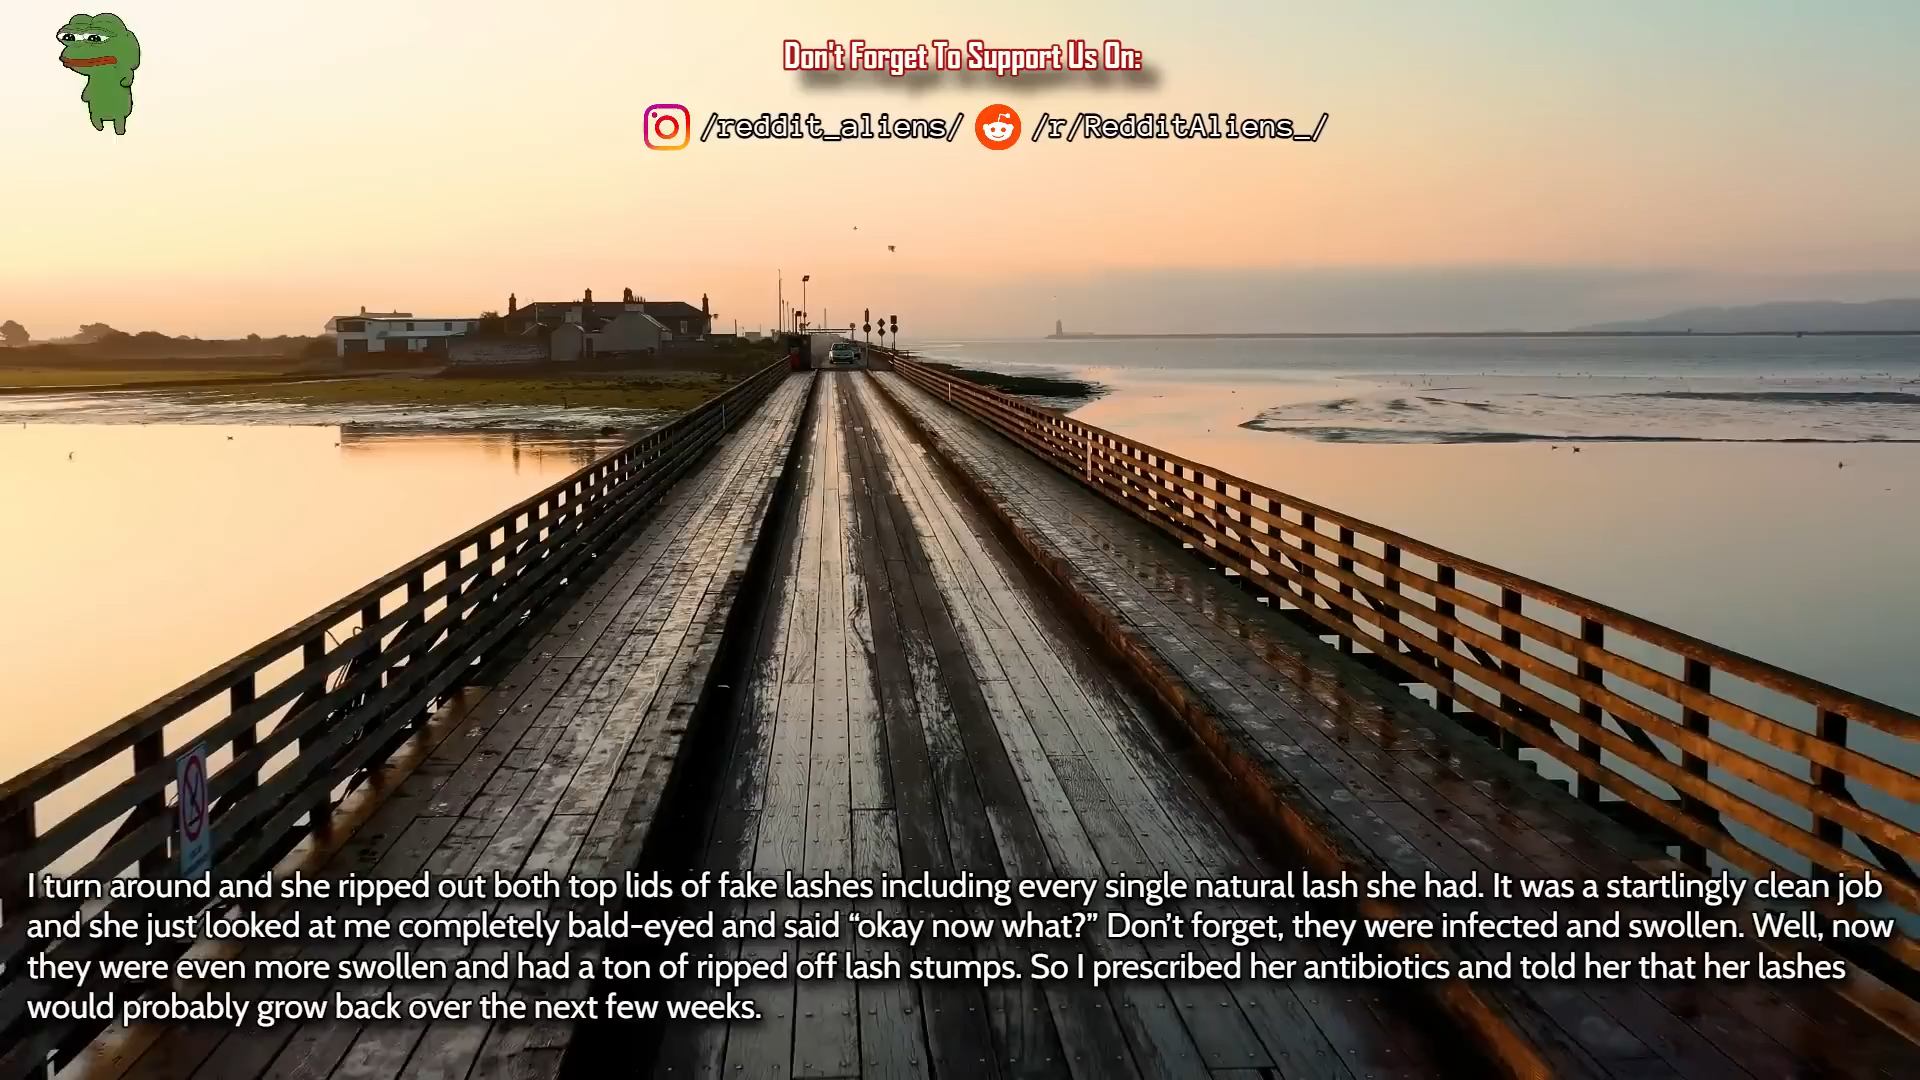 Don't Forget To Support Us On:
/reddit_aliens/ /r/RedditAliens_/
I turn around and she ripped out both top lids of fake lashes including every single natural lash she had. It was a startlingly clean job
and she just looked at me completely bald-eyed and said “okay now what?” Don’t forget, they were infected and swollen. Well, now
they were even more swollen and had a ton of ripped off lash stumps. So I prescribed her antibiotics and told her that her lashes
would probably grow back over the next few weeks.